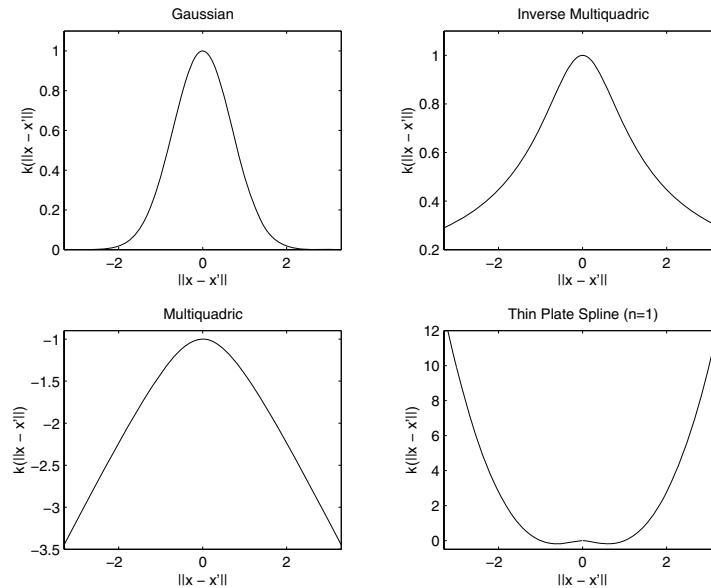 Gaussian
1
0.8
0.6
0.4
0.2
0
k(||x − x'||)
−2 0 2
||x − x'||
Inverse Multiquadric
1
0.8
0.6
0.4
0.2
k(||x − x'||)
−2 0 2
||x − x'||
Multiquadric
−1
−1.5
−2
−2.5
−3
−3.5
k(||x − x'||)
−2 0 2
||x − x'||
Thin Plate Spline (n=1)
12
10
8
6
4
2
0
k(||x − x'||)
−2 0 2
||x − x'||